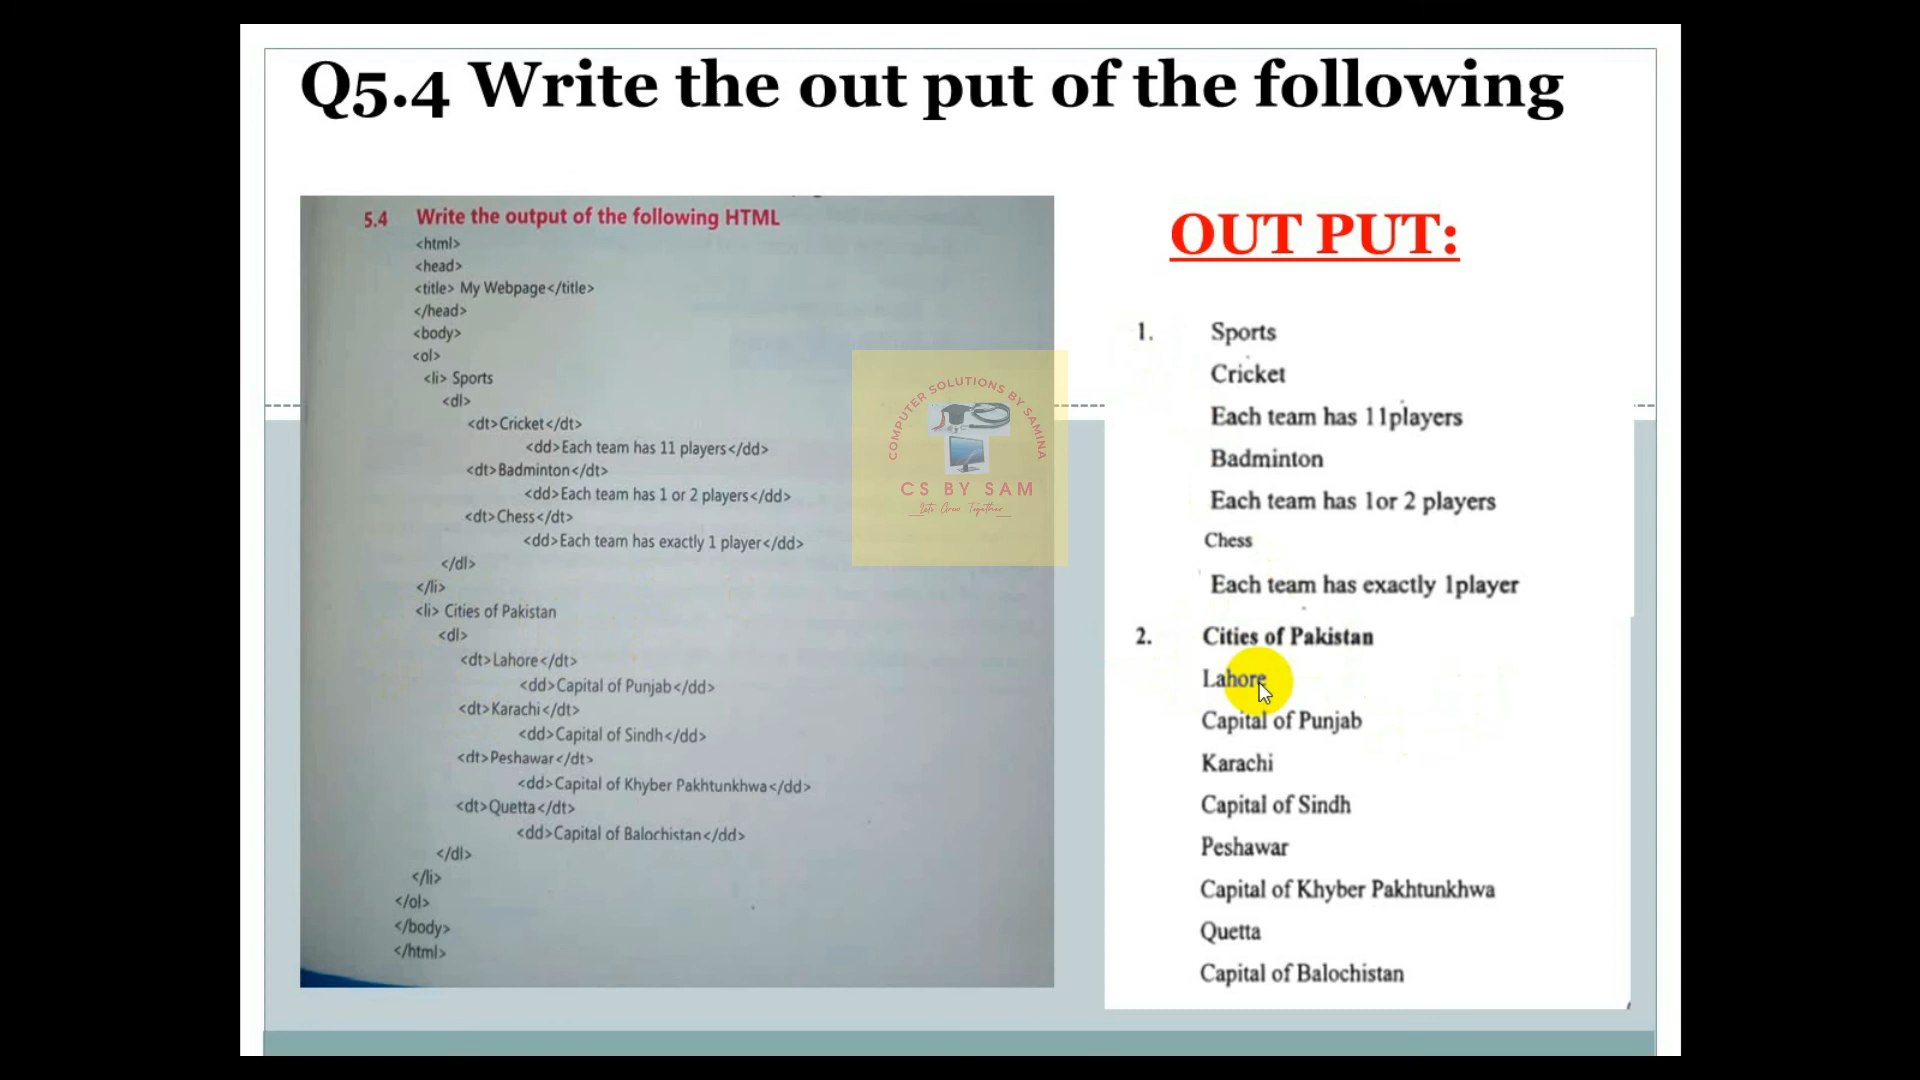 Q5.4 Write the out put of the following
5.4 Write the output of the following HTML
<html>
<head>
<title> My Webpage</title>
</head>
<body>
<ol>
<li> Sports
<dl>
<dt>Cricket</dt>
<dd>Each team has 11 players</dd>
<dt>Badminton</dt>
<dd>Each team has 1 or 2 players</dd>
<dt>Chess</dt>
<dd>Each team has exactly 1 player</dd>
</dl>
</li>
<li> Cities of Pakistan
<dl>
<dt>Lahore</dt>
<dd>Capital of Punjab</dd>
<dt>Karachi</dt>
<dd>Capital of Sindh</dd>
<dt>Peshawar</dt>
<dd>Capital of Khyber Pakhtunkhwa</dd>
<dt>Quetta</dt>
<dd>Capital of Balochistan</dd>
</dl>
</li>
</ol>
</body>
</html>
COMPUTER SOLUTIONS BY SAMINA
CS BY SAM
Lets Grow Together
OUT PUT:
1. Sports
Cricket
Each team has 11players
Badminton
Each team has 1or 2 players
Chess
Each team has exactly 1player
2. Cities of Pakistan
Lahore
Capital of Punjab
Karachi
Capital of Sindh
Peshawar
Capital of Khyber Pakhtunkhwa
Quetta
Capital of Balochistan